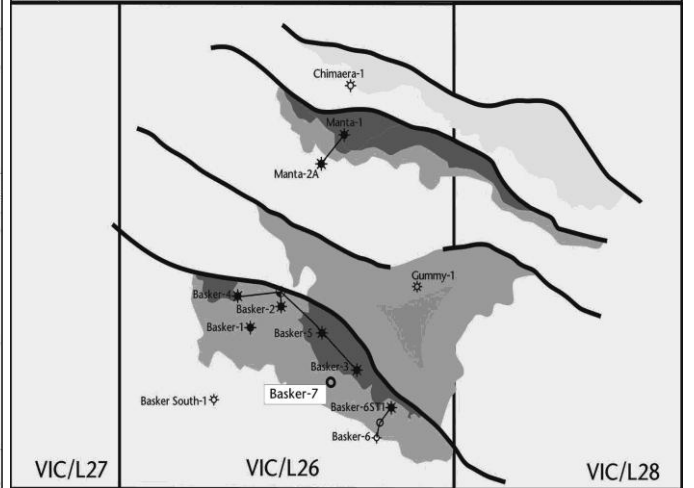 Chimaera-1
Manta-1
Manta-2A
Gummy-1
Basker-4
Basker-2
Basker-1
Basker-5
Basker-3
Basker-7
Basker South-1
Basker-6ST1
Basker-6
VIC/L27
VIC/L26
VIC/L28